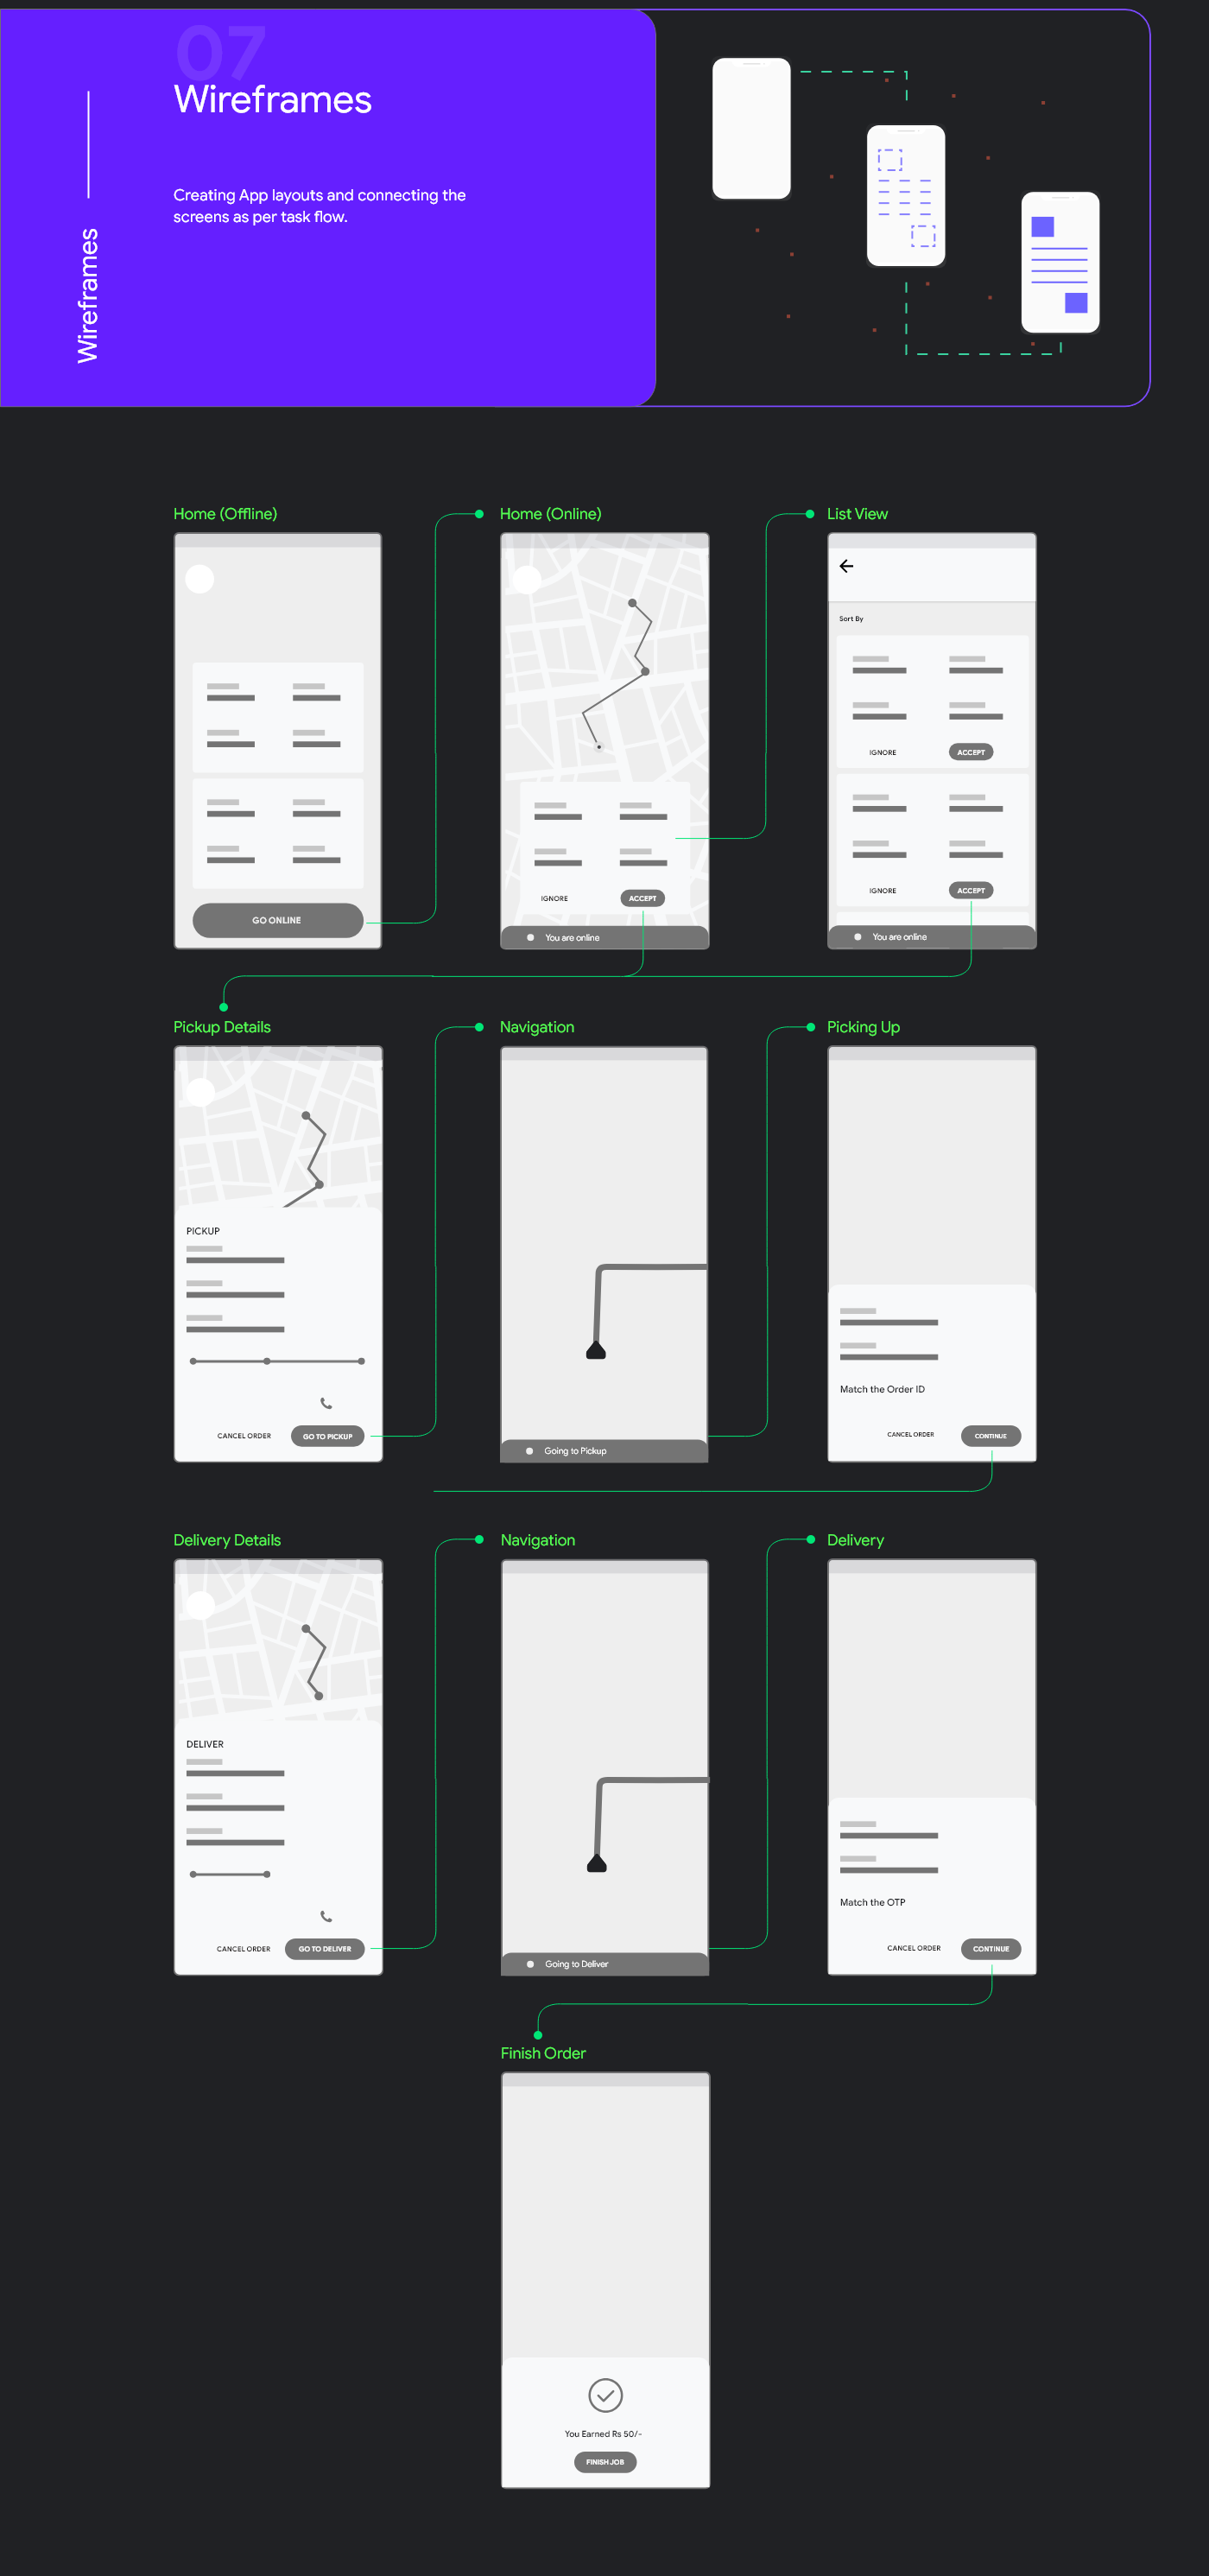 07
Wireframes
Creating App layouts and connecting the
screens as per task flow.
Wireframes
Home (Offline)
GO ONLINE
Home (Online)
IGNORE
ACCEPT
You are online
List View
Sort By
IGNORE
ACCEPT
IGNORE
ACCEPT
You are online
Pickup Details
PICKUP
CANCEL ORDER
GO TO PICKUP
Navigation
Going to Pickup
Picking Up
Match the Order ID
CANCEL ORDER
CONTINUE
Delivery Details
DELIVER
CANCEL ORDER
GO TO DELIVER
Navigation
Going to Deliver
Delivery
Match the OTP
CANCEL ORDER
CONTINUE
Finish Order
You Earned Rs 50/-
FINISH JOB